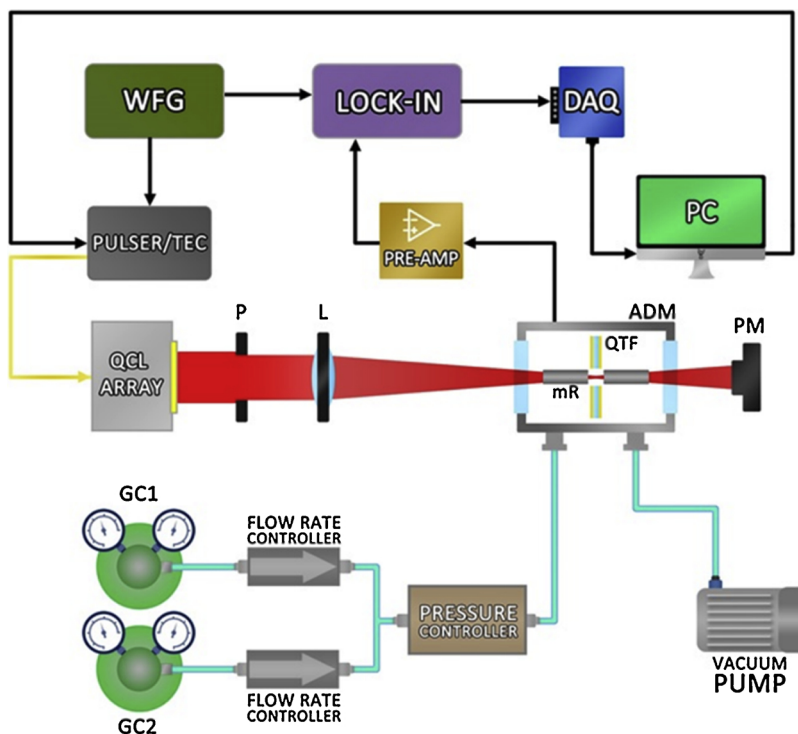 WFG
LOCK-IN
DAQ
PC
PULSER/TEC
PRE-AMP
P
L
ADM
PM
QCL
ARRAY
QTF
mR
GC1
FLOW RATE
CONTROLLER
PRESSURE
CONTROLLER
GC2
FLOW RATE
CONTROLLER
VACUUM
PUMP